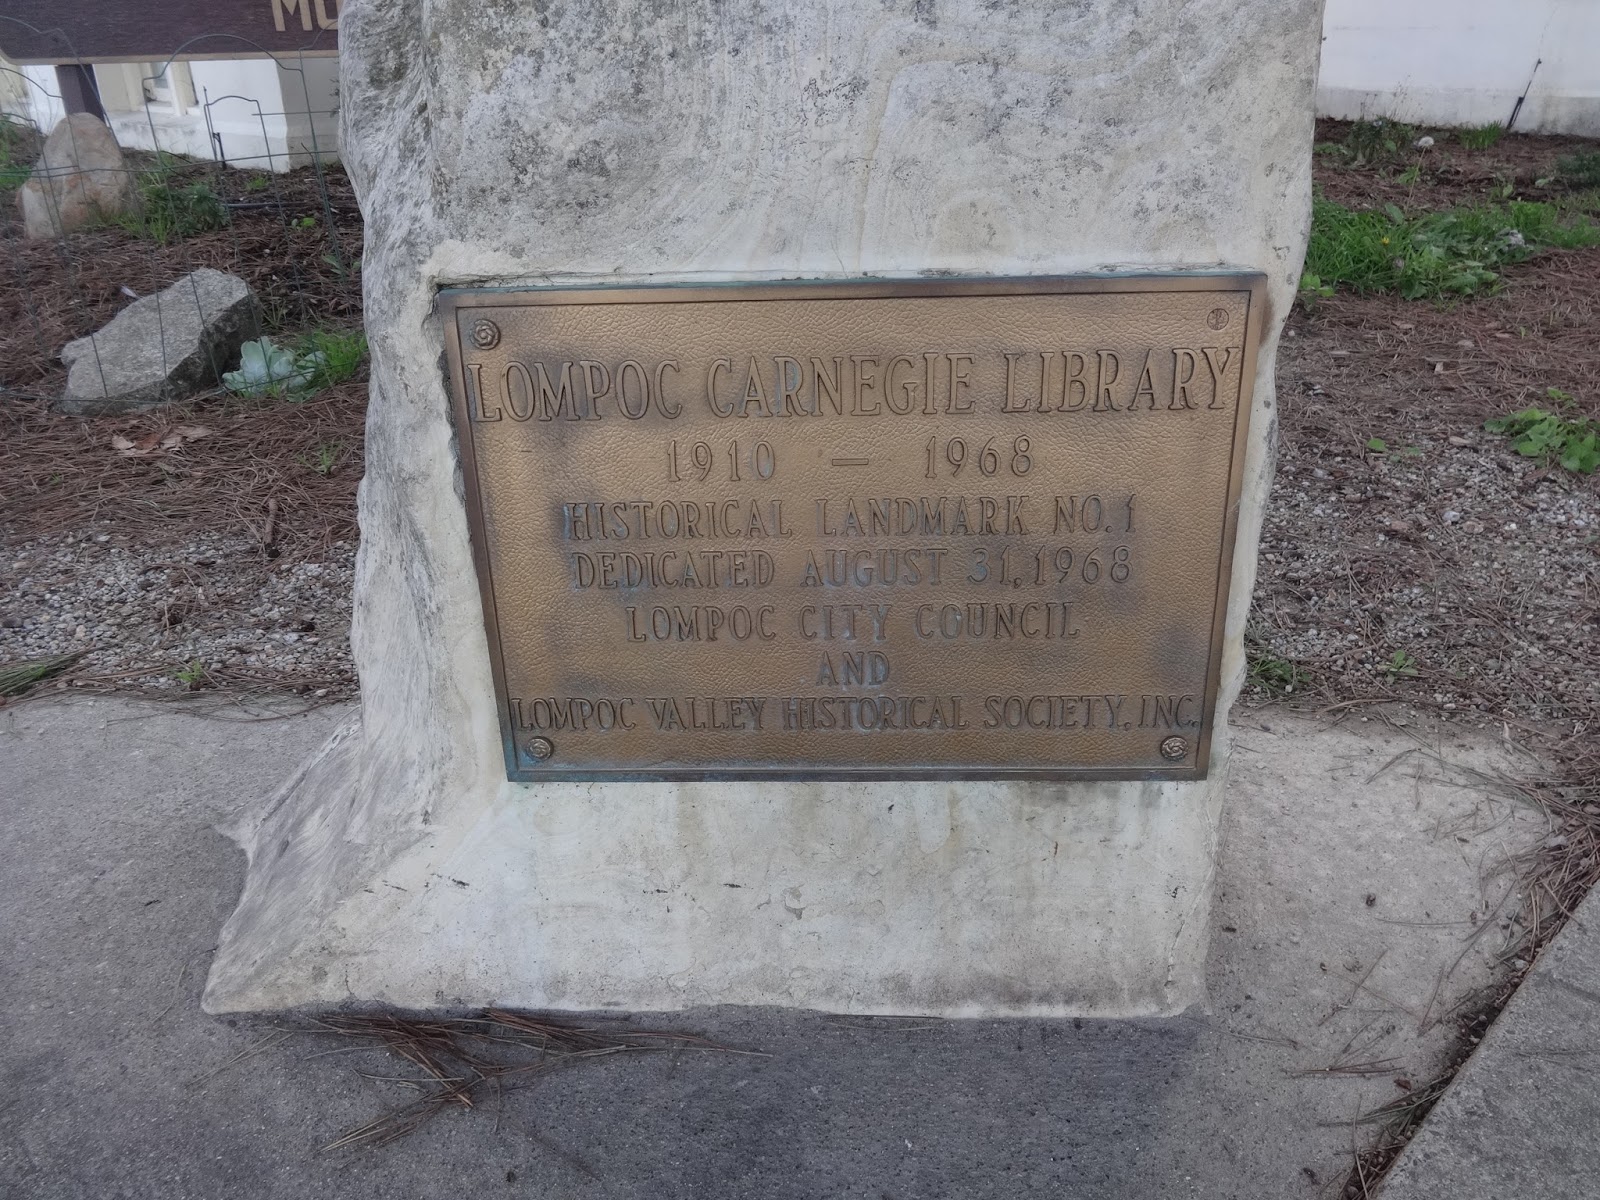 LOMPOC CARNEGIE LIBRARY
1910 — 1968
HISTORICAL LANDMARK NO. 1
DEDICATED AUGUST 31, 1968
LOMPOC CITY COUNCIL
AND
LOMPOC VALLEY HISTORICAL SOCIETY, INC.